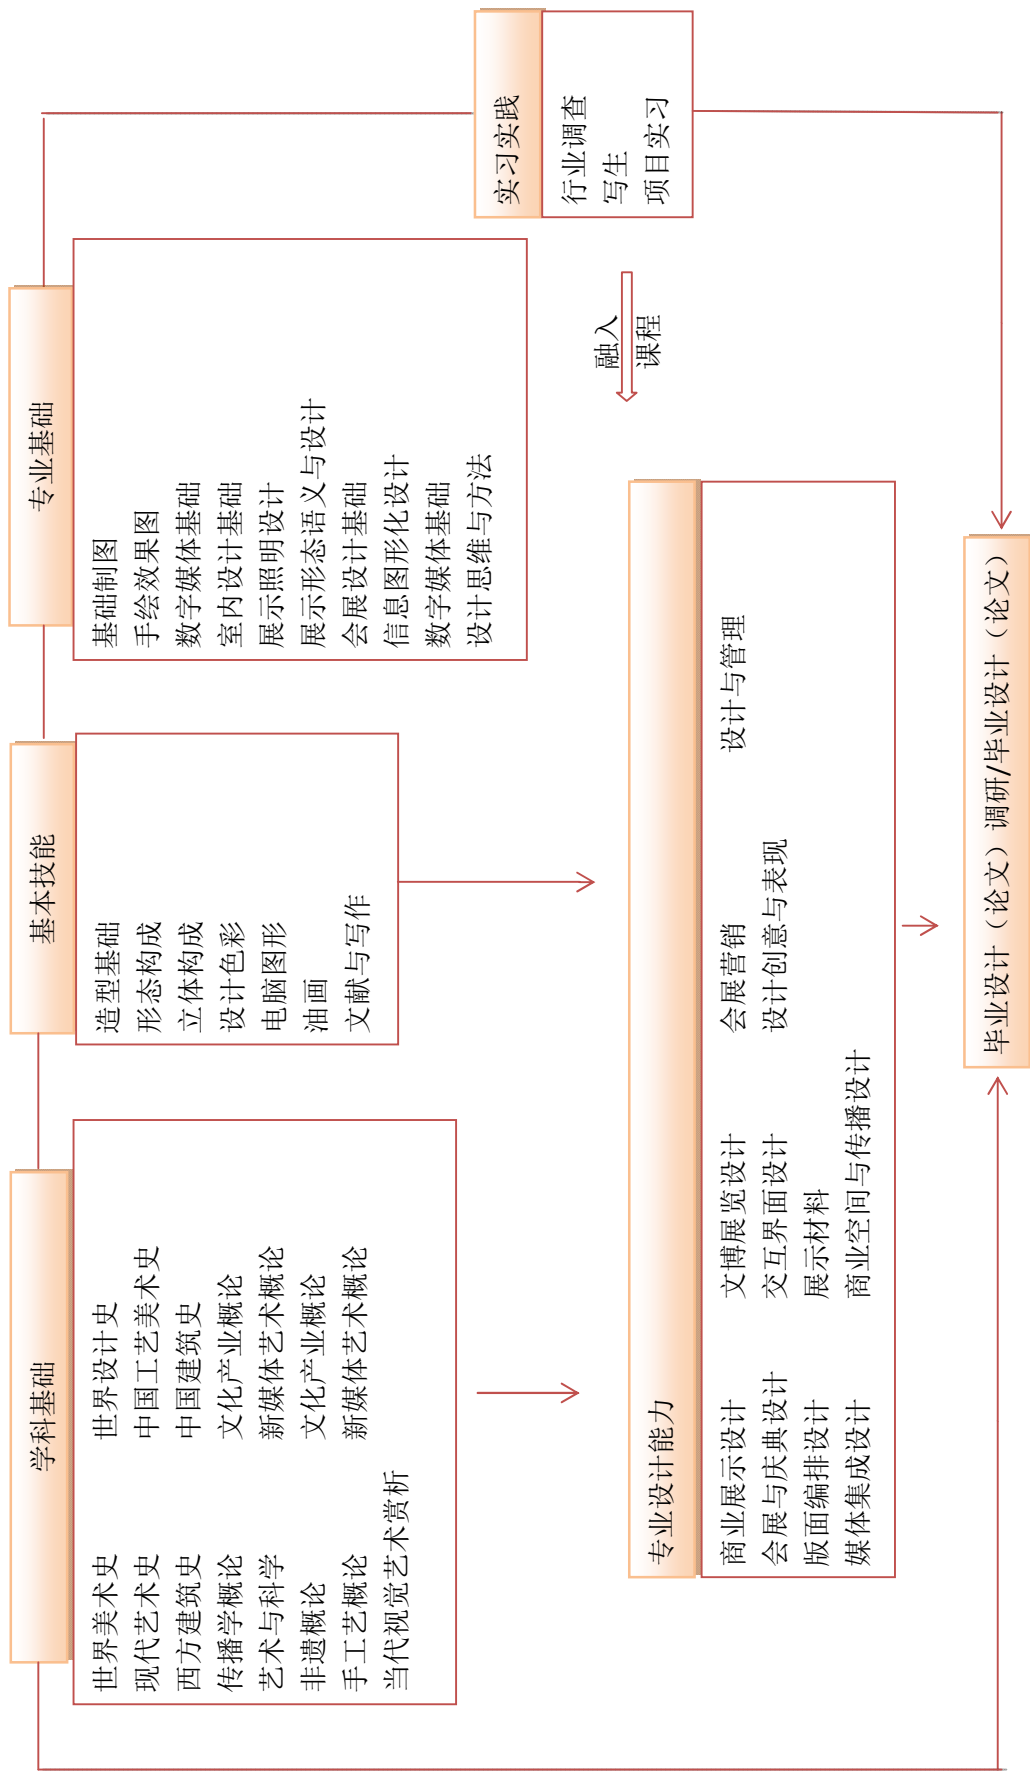 学科基础
世界美术史 世界设计史
现代艺术史 中国工艺美术史
西方建筑史 中国建筑史
传播学概论 文化产业概论
艺术与科学 新媒体艺术概论
非遗概论 文化产业概论
手工艺概论 新媒体艺术概论
当代视觉艺术赏析
基本技能
造型基础
形态构成
立体构成
设计色彩
电脑图形
油画
文献与写作
专业基础
基础制图
手绘效果图
数字媒体基础
室内设计基础
展示照明设计
展示形态语义与设计
会展设计基础
信息图形化设计
数字媒体基础
设计思维与方法
实习实践
行业调查
写生
项目实习
融入
课程
专业设计能力
商业展示设计 文博展览设计 会展营销 设计与管理
会展与庆典设计 交互界面设计 设计创意与表现
版面编排设计 展示材料
媒体集成设计 商业空间与传播设计
毕业设计（论文）调研/毕业设计（论文）